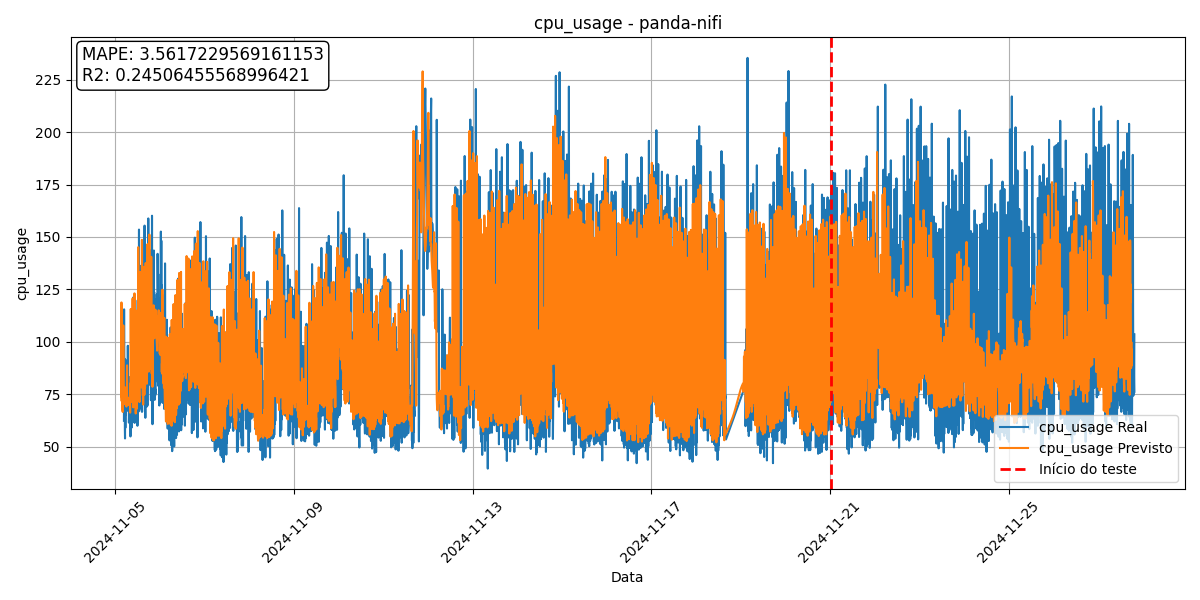 cpu_usage - panda-nifi
MAPE: 3.5617229569161153
R2: 0.24506455568996421
225
200
175
150
125
100
75
50
cpu_usage
2024-11-05
2024-11-09
2024-11-13
2024-11-17
2024-11-21
2024-11-25
Data
cpu_usage Real
cpu_usage Previsto
Início do teste